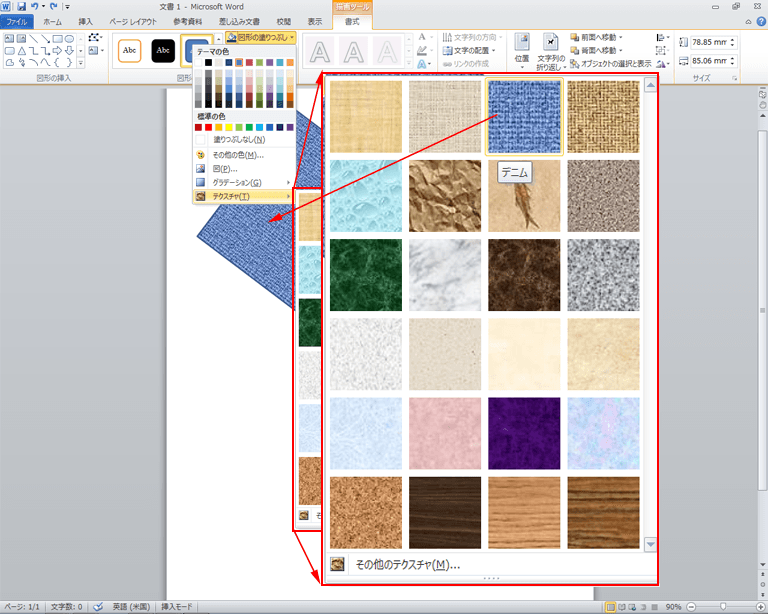 文書 1 - Microsoft Word
描画ツール
ファイル ホーム 挿入 ページ レイアウト 参考資料 差し込み文書 校閲 表示 書式
図形の塗りつぶし
Abc Abc
A A A
文字列の方向
文字の配置
リンクの作成
位置
文字列の
折り返し
前面へ移動
背面へ移動
オブジェクトの選択と表示
78.85 mm
85.06 mm
図形の挿入
サイズ
テーマの色
標準の色
塗りつぶしなし(N)
その他の色(M)...
図(P)...
グラデーション(G)
テクスチャ(T)
デニム
その他のテクスチャ(M)...
ページ: 1/1 文字数: 0 英語 (米国) 挿入モード 90%